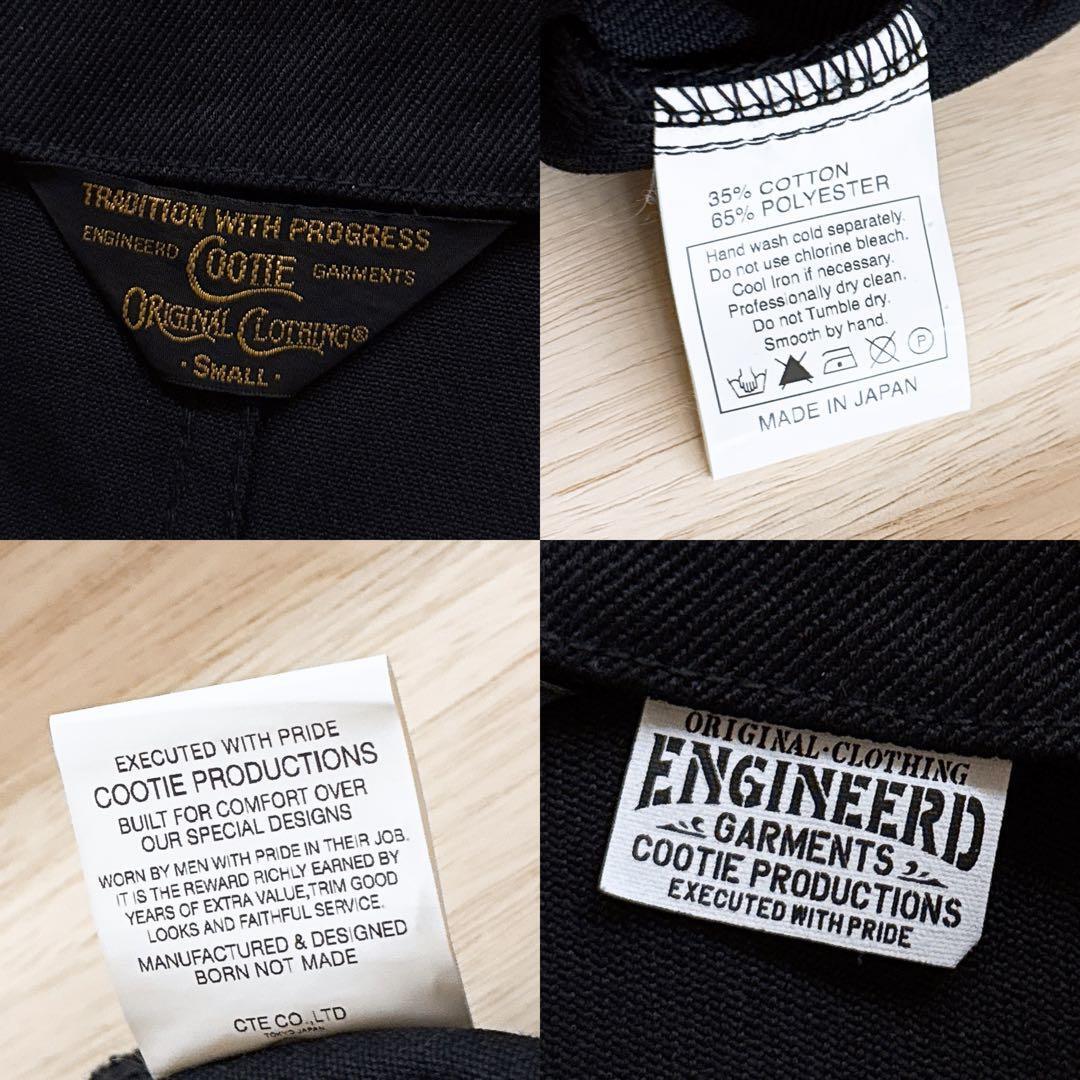 TRADITION WITH PROGRESS
ENGINEERD COOTIE GARMENTS
ORIGINAL CLOTHING®
· SMALL ·
35% COTTON
65% POLYESTER
Hand wash cold separately.
Do not use chlorine bleach.
Cool Iron if necessary.
Professionally dry clean.
Do not Tumble dry.
Smooth by hand.
P
MADE IN JAPAN
EXECUTED WITH PRIDE
COOTIE PRODUCTIONS
BUILT FOR COMFORT OVER
OUR SPECIAL DESIGNS
WORN BY MEN WITH PRIDE IN THEIR JOB.
IT IS THE REWARD RICHLY EARNED BY
YEARS OF EXTRA VALUE,TRIM GOOD
LOOKS AND FAITHFUL SERVICE.
MANUFACTURED & DESIGNED
BORN NOT MADE
CTE CO.,LTD
TOKYO JAPAN
ORIGINAL·CLOTHING
ENGINEERD
GARMENTS
COOTIE PRODUCTIONS
EXECUTED WITH PRIDE